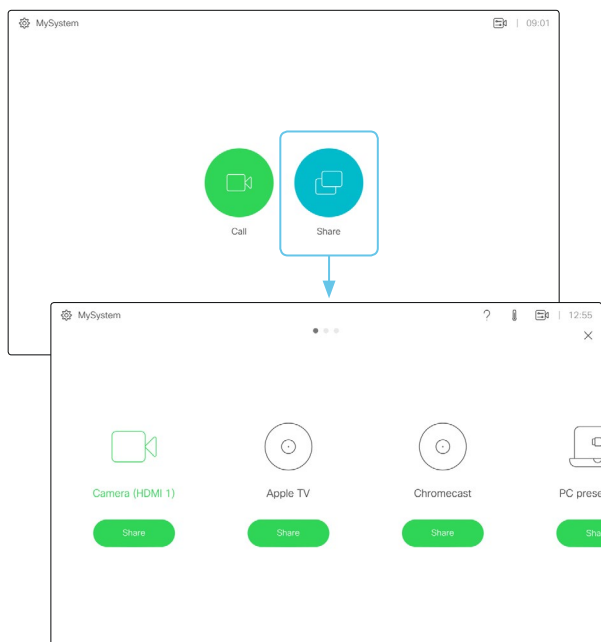 MySystem
09:01
Call
Share
MySystem
? 12:55
Camera (HDMI 1)
Apple TV
Chromecast
PC prese
Share
Share
Share
Sha